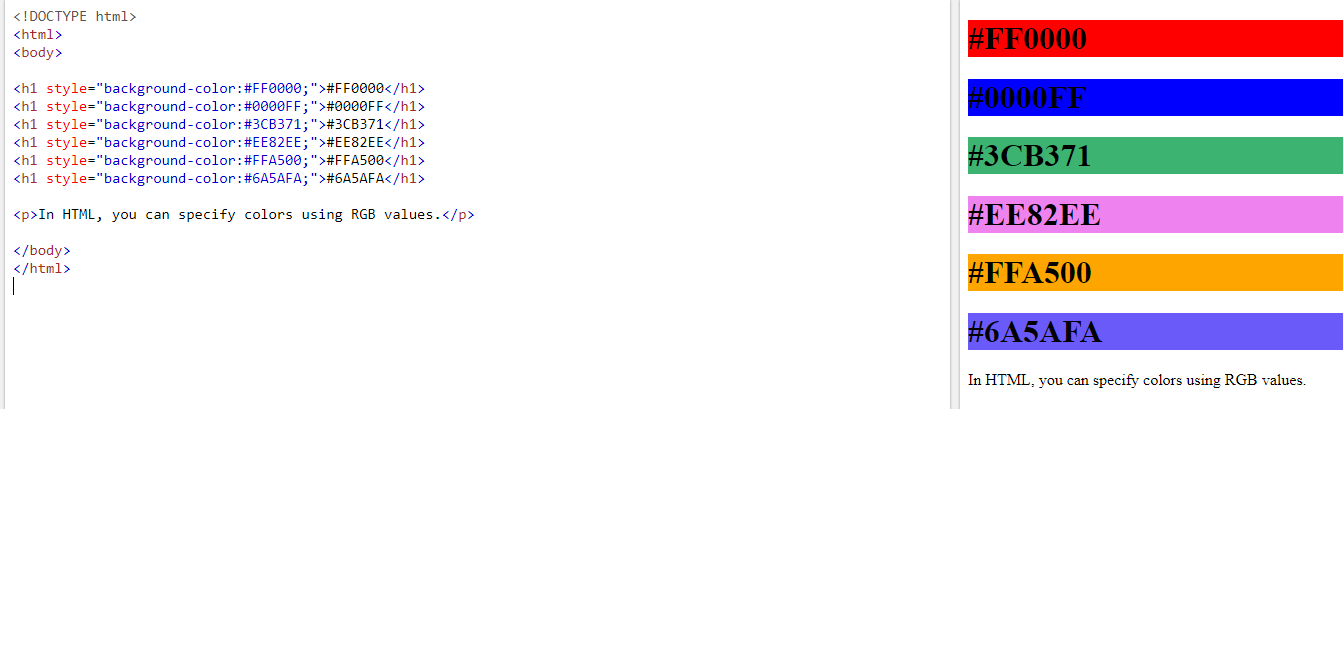 <!DOCTYPE html>
<html>
<body>
<h1 style="background-color:#FF0000;">#FF0000</h1>
<h1 style="background-color:#0000FF;">#0000FF</h1>
<h1 style="background-color:#3CB371;">#3CB371</h1>
<h1 style="background-color:#EE82EE;">#EE82EE</h1>
<h1 style="background-color:#FFA500;">#FFA500</h1>
<h1 style="background-color:#6A5AFA;">#6A5AFA</h1>
<p>In HTML, you can specify colors using RGB values.</p>
</body>
</html>
#FF0000
#0000FF
#3CB371
#EE82EE
#FFA500
#6A5AFA
In HTML, you can specify colors using RGB values.